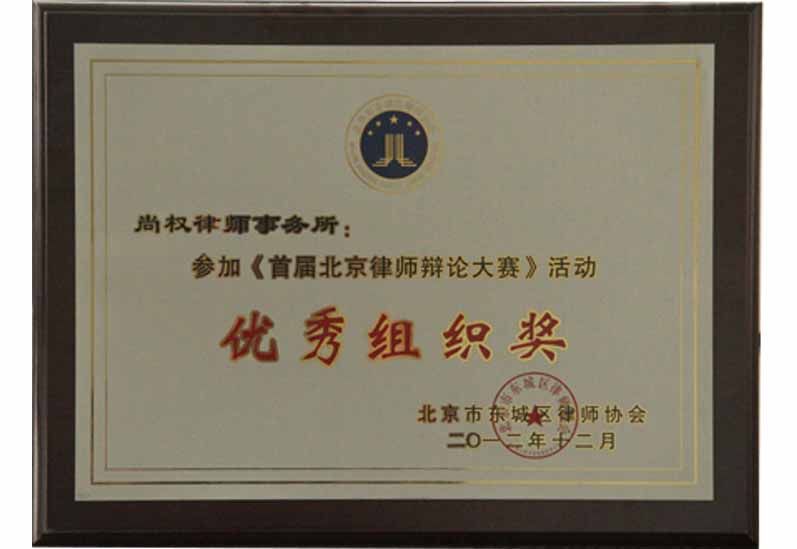 尚权律师事务所：
参加《首届北京律师辩论大赛》活动
优秀组织奖
北京市东城区律师协会
二〇一二年十二月